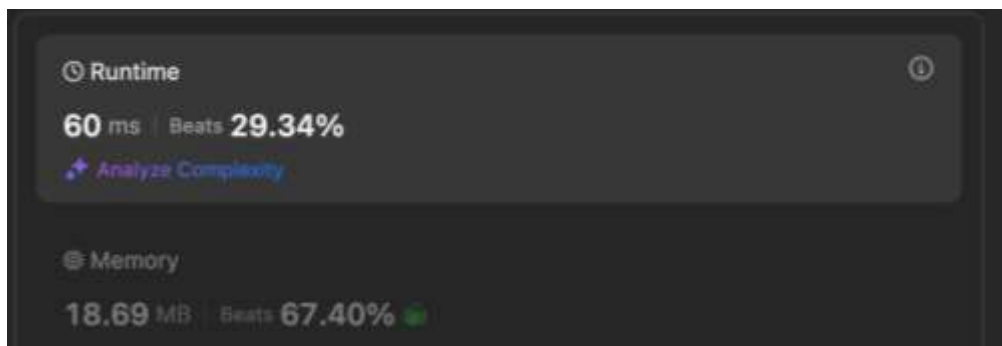 Runtime
60 ms | Beats 29.34%
Analyze Complexity
Memory
18.69 MB | Beats 67.40%